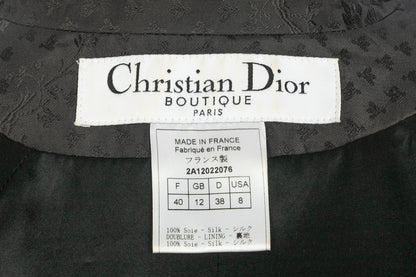 Christian Dior
BOUTIQUE
PARIS
MADE IN FRANCE
Fabriqué en France
フランス製
2A12022076
F GB D USA
40 12 38 8
100% Soie - Silk - シルク
DOUBLURE - LINING - 裏地
100% Soie - Silk - シルク